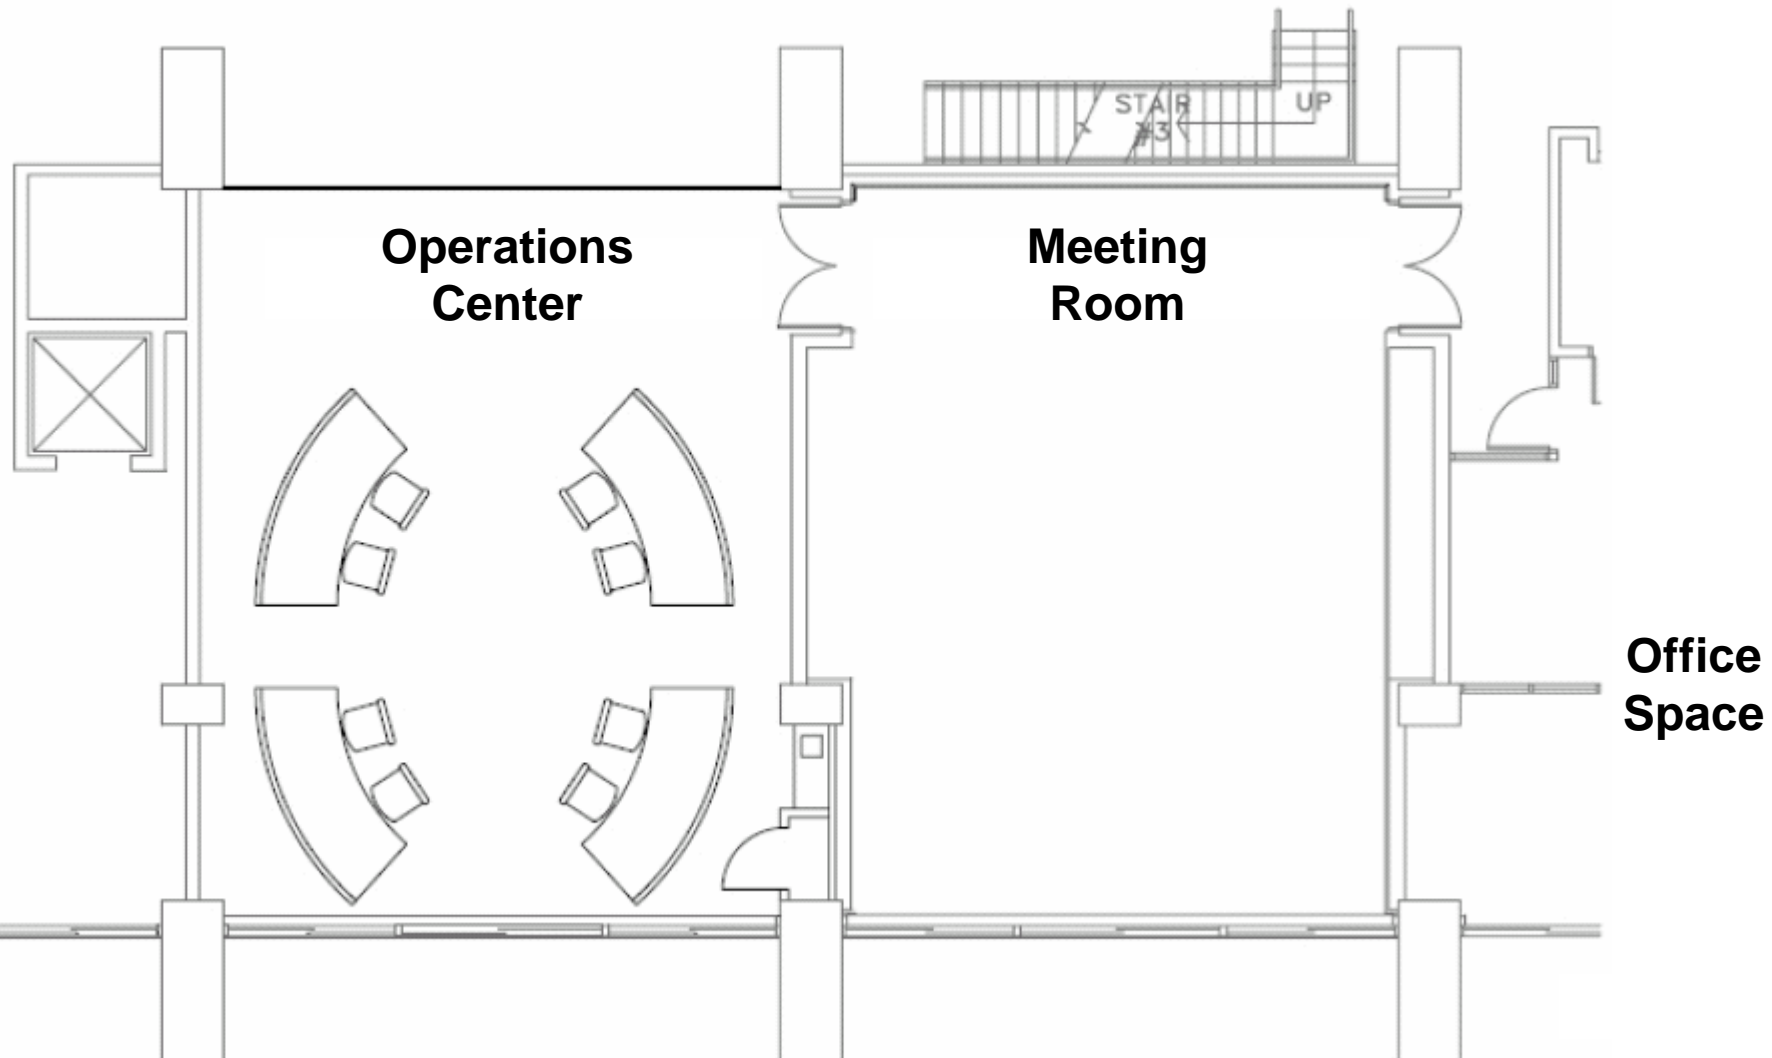 STAIR
#3
UP
Operations
Center
Meeting
Room
Office
Space